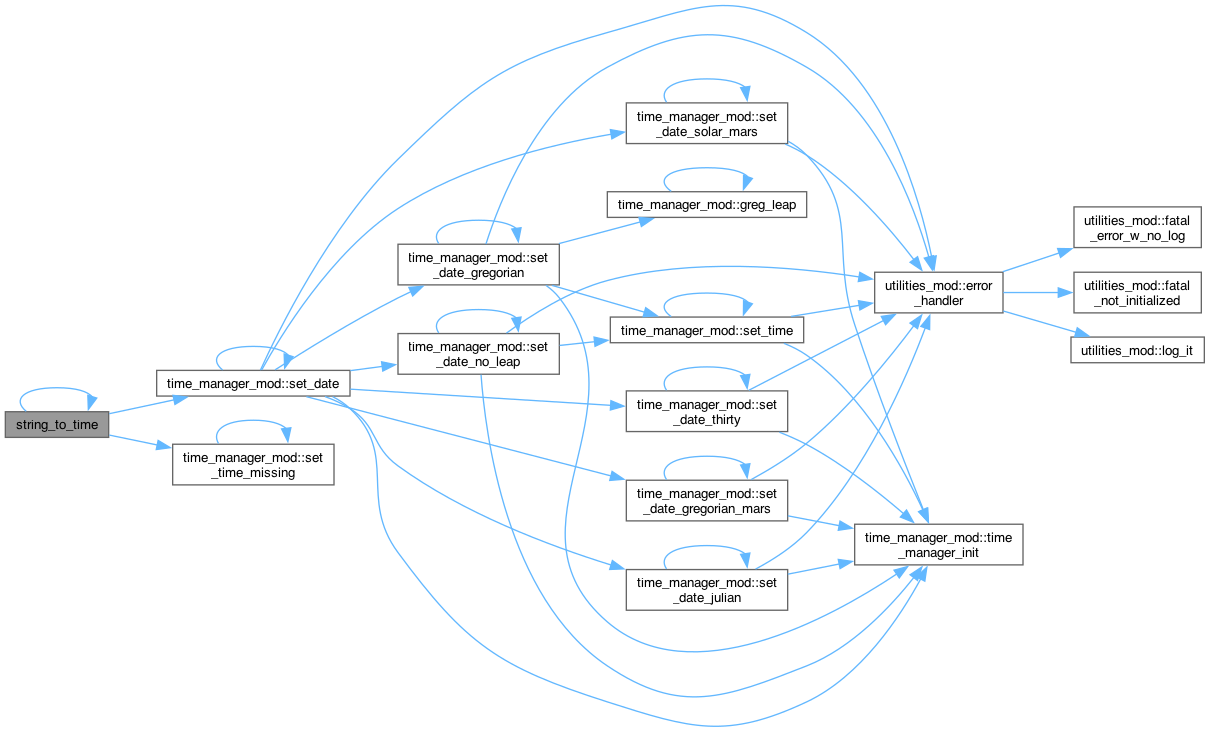 string_to_time
time_manager_mod::set_date
time_manager_mod::set
_time_missing
time_manager_mod::set
_date_gregorian
time_manager_mod::set
_date_no_leap
time_manager_mod::set
_date_solar_mars
time_manager_mod::greg_leap
time_manager_mod::set_time
time_manager_mod::set
_date_thirty
time_manager_mod::set
_date_gregorian_mars
time_manager_mod::set
_date_julian
utilities_mod::error
_handler
time_manager_mod::time
_manager_init
utilities_mod::fatal
_error_w_no_log
utilities_mod::fatal
_not_initialized
utilities_mod::log_it